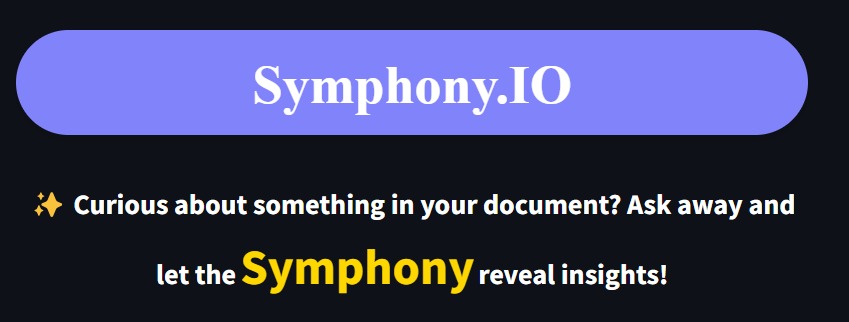 Symphony.IO
✨ Curious about something in your document? Ask away and
let the Symphony reveal insights!